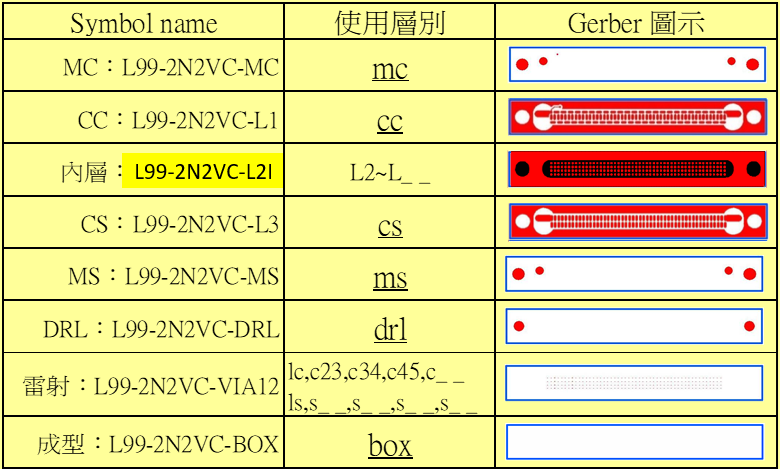 Symbol name 使用層別 Gerber 圖示
MC：L99-2N2VC-MC mc
CC：L99-2N2VC-L1 cc
內層：L99-2N2VC-L2I L2~L_ _
CS：L99-2N2VC-L3 cs
MS：L99-2N2VC-MS ms
DRL：L99-2N2VC-DRL drl
雷射：L99-2N2VC-VIA12 lc,c23,c34,c45,c_ _
ls,s_ _,s_ _,s_ _,s_ _
成型：L99-2N2VC-BOX box